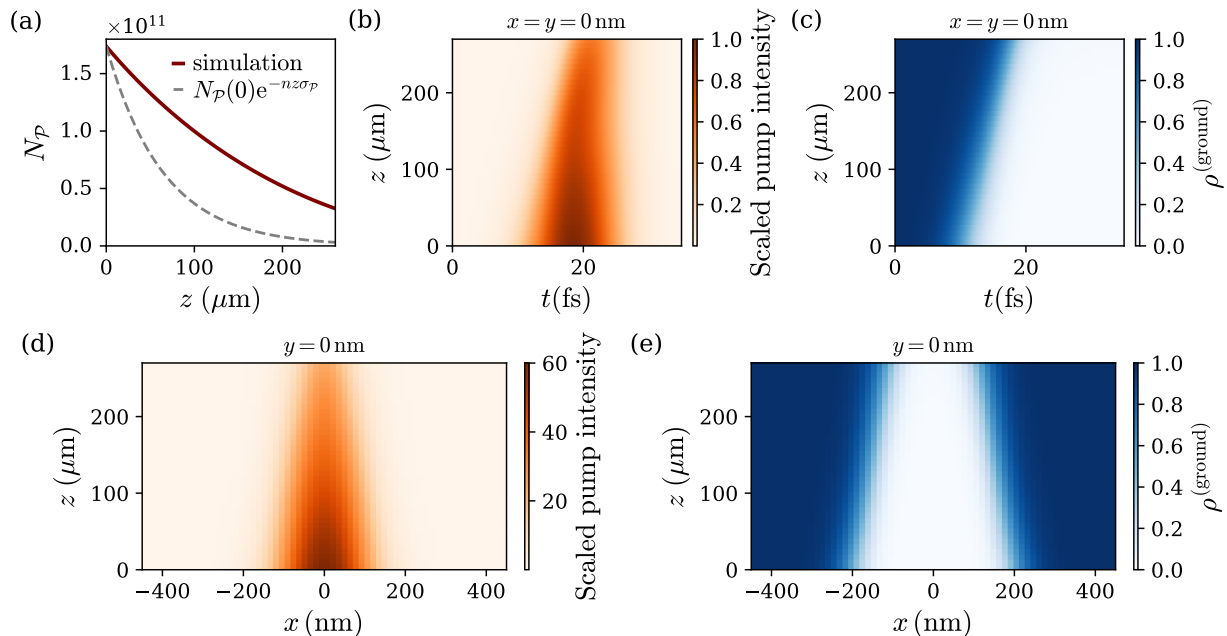 (a)
×10¹¹
1.5
1.0
0.5
0.0
N_𝒫
simulation
N_𝒫(0)e^{−nzσ_𝒫}
0
100
200
z (μm)
(b)
x = y = 0 nm
z (μm)
200
100
0
0
20
t(fs)
1.0
0.8
0.6
0.4
0.2
Scaled pump intensity
(c)
x = y = 0 nm
z (μm)
200
100
0
0
20
t(fs)
1.0
0.8
0.6
0.4
0.2
0.0
ρ^{(ground)}
(d)
y = 0 nm
z (μm)
200
100
0
−400
−200
0
200
400
x (nm)
60
40
20
Scaled pump intensity
(e)
y = 0 nm
z (μm)
200
100
0
−400
−200
0
200
400
x (nm)
1.0
0.8
0.6
0.4
0.2
0.0
ρ^{(ground)}